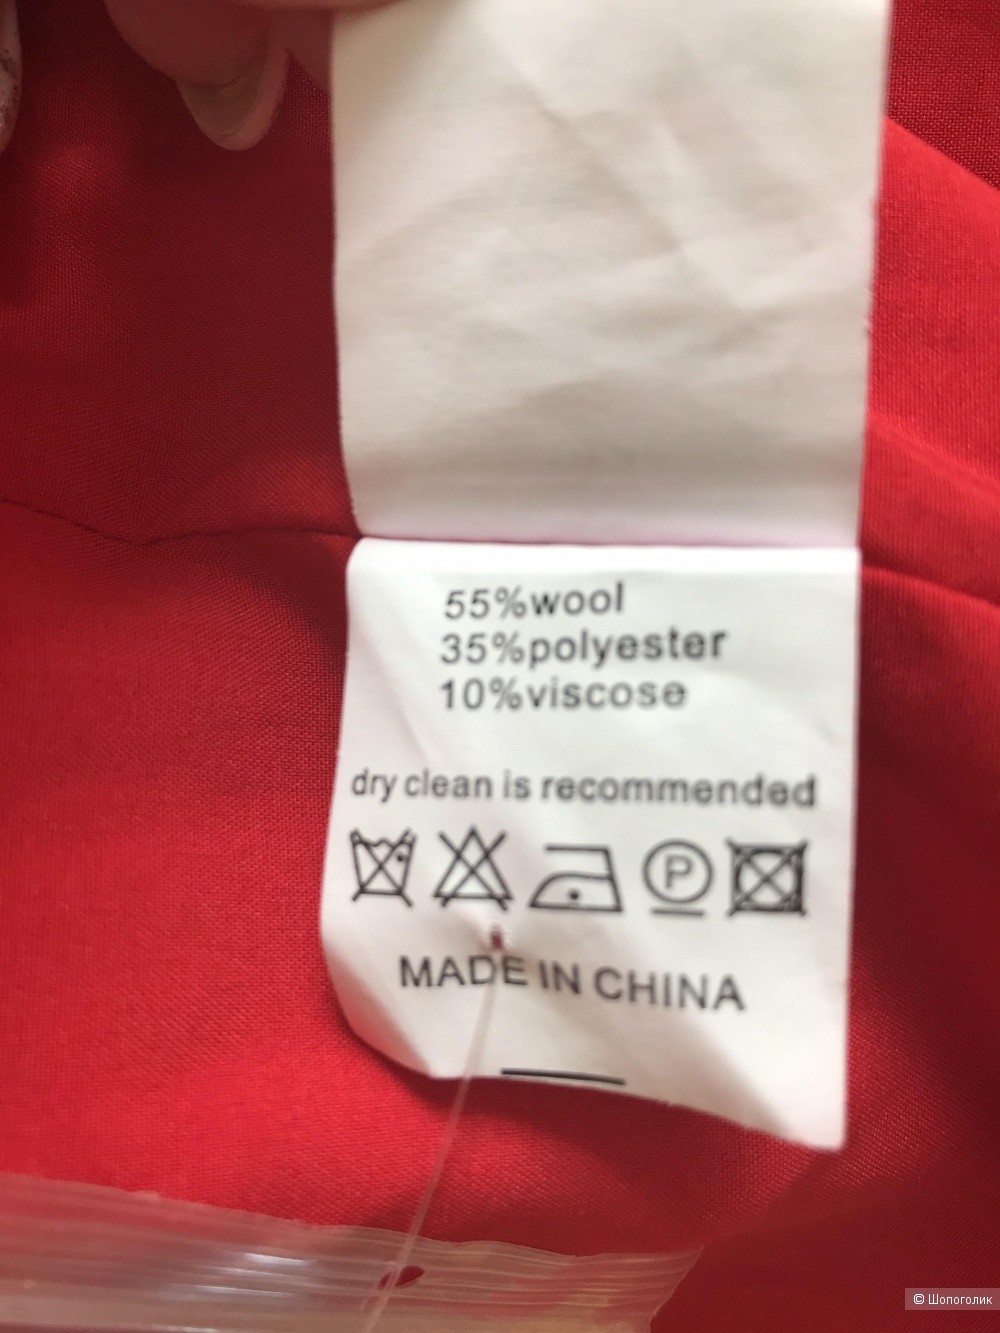 55%wool
35%polyester
10%viscose
dry clean is recommended
P
MADE IN CHINA
© Шопоголик